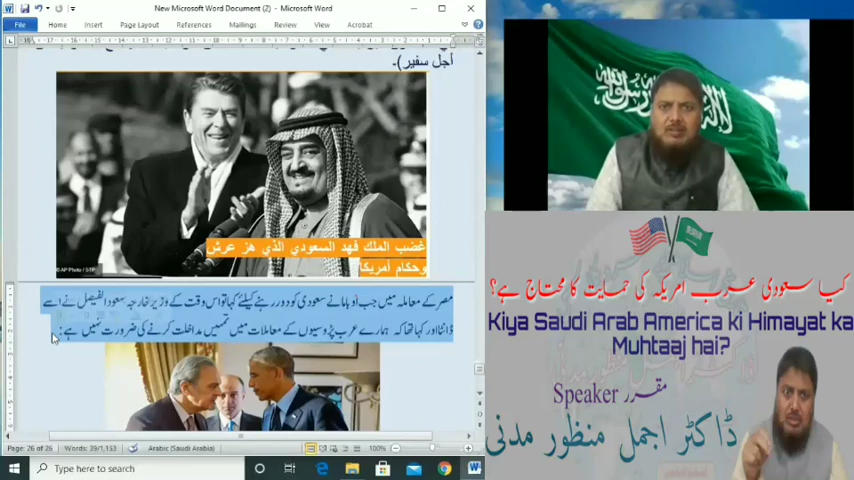 New Microsoft Word Document (2) - Microsoft Word
Home
Insert
Page Layout
References
Mailings
Review
View
Acrobat
أجل سفير).
غضب الملك فهد السعودي الذي هز عرش
وحكام أمريكا
©AP Photo / STR
مصر کے معاملہ میں جب اوباما نے سعودی کو دور رہنے کیلئے کہا تو اس وقت کے وزیر خارجہ سعود الفیصل نے اسے
ڈانٹا اور کہا تھا کہ ہمارے عرب پڑوسیوں کے معاملات میں تمہیں مداخلت کرنے کی ضرورت نہیں ہے:
Page: 26 of 26
Words: 39/1,153
Arabic (Saudi Arabia)
100%
Type here to search
کیا سعودی عرب امریکہ کی حمایت کا محتاج ہے؟
Kiya Saudi Arab America ki Himayat ka
Muhtaaj hai?
Speaker مقرر
ڈاکٹر اجمل منظور مدنی